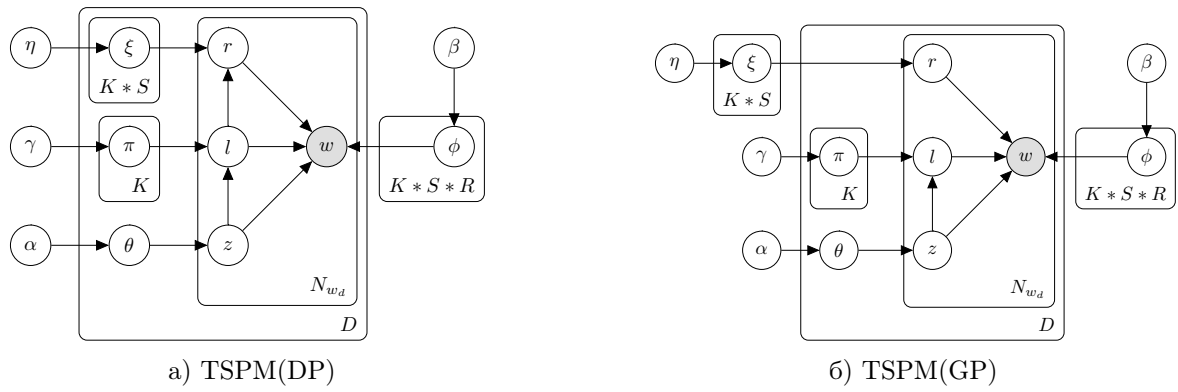 η ξ r β
K ∗ S
γ π l w ϕ
K
K ∗ S ∗ R
α θ z
N_{w_d}
D
а) TSPM(DP)
η ξ r β
K ∗ S
γ π l w ϕ
K
K ∗ S ∗ R
α θ z
N_{w_d}
D
б) TSPM(GP)